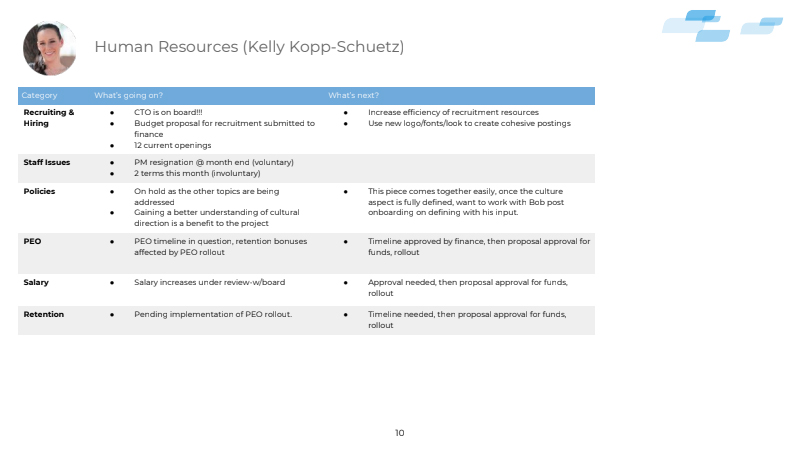 Human Resources (Kelly Kopp-Schuetz)
Category What's going on? What's next?
Recruiting &
Hiring
● CTO is on board!!!
● Budget proposal for recruitment submitted to
finance
● 12 current openings
● Increase efficiency of recruitment resources
● Use new logo/fonts/look to create cohesive postings
Staff Issues
● PM resignation @ month end (voluntary)
● 2 terms this month (involuntary)
Policies
● On hold as the other topics are being
addressed
● Gaining a better understanding of cultural
direction is a benefit to the project
● This piece comes together easily, once the culture
aspect is fully defined, want to work with Bob post
onboarding on defining with his input.
PEO
● PEO timeline in question, retention bonuses
affected by PEO rollout
● Timeline approved by finance, then proposal approval for
funds, rollout
Salary
● Salary increases under review-w/board
● Approval needed, then proposal approval for funds,
rollout
Retention
● Pending implementation of PEO rollout.
● Timeline needed, then proposal approval for funds,
rollout
10